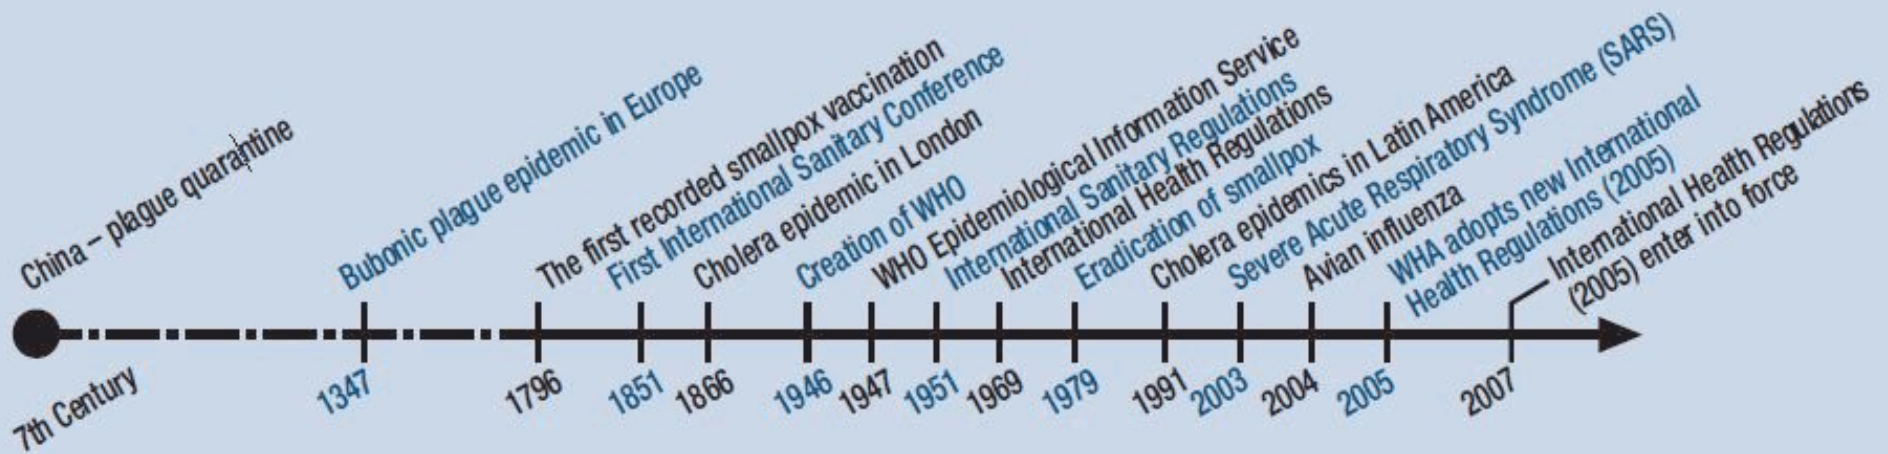 China – plague quarantine
Bubonic plague epidemic in Europe
The first recorded smallpox vaccination
First International Sanitary Conference
Cholera epidemic in London
Creation of WHO
WHO Epidemiological Information Service
International Sanitary Regulations
International Health Regulations
Eradication of smallpox
Cholera epidemics in Latin America
Severe Acute Respiratory Syndrome (SARS)
Avian influenza
WHA adopts new International
Health Regulations (2005)
International Health Regulations
(2005) enter into force
7th Century
1347
1796
1851
1866
1946
1947
1951
1969
1979
1991
2003
2004
2005
2007